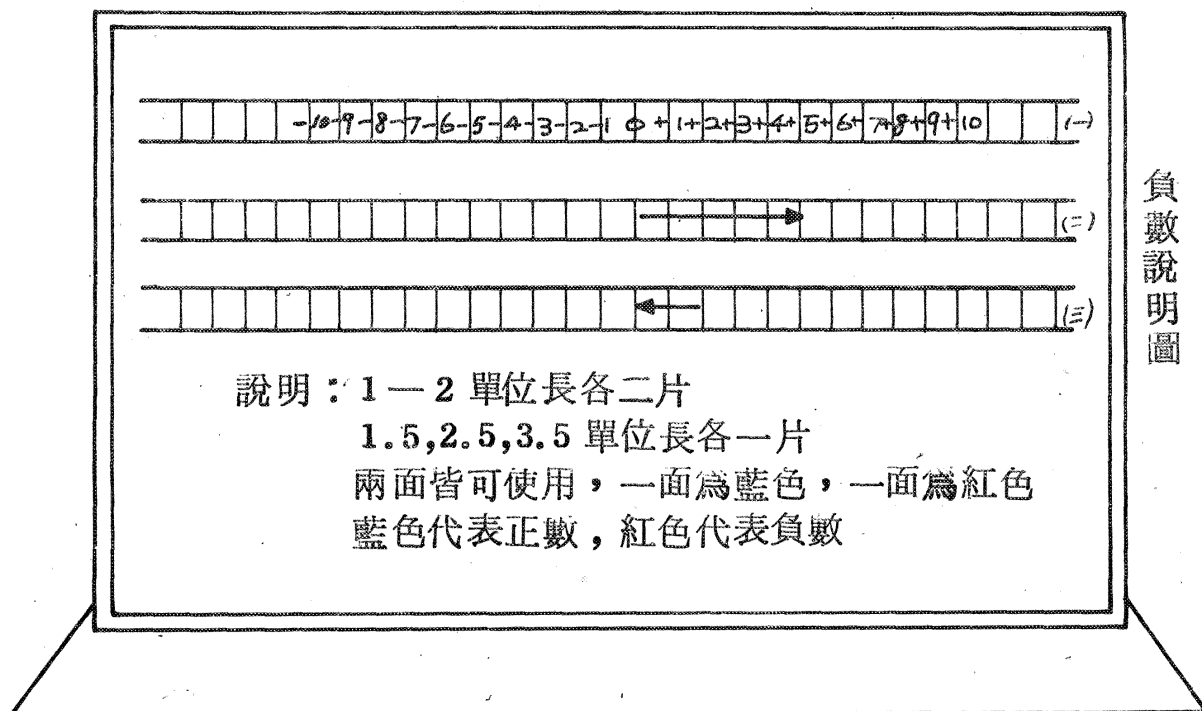 -10-9-8-7-6-5-4-3-2-1 0 +1+2+3+4+5+6+7+8+9+10 (一)
(二)
(三)
負數說明圖
說明：1—2 單位長各二片
1.5,2.5,3.5 單位長各一片
兩面皆可使用，一面爲藍色，一面爲紅色
藍色代表正數，紅色代表負數